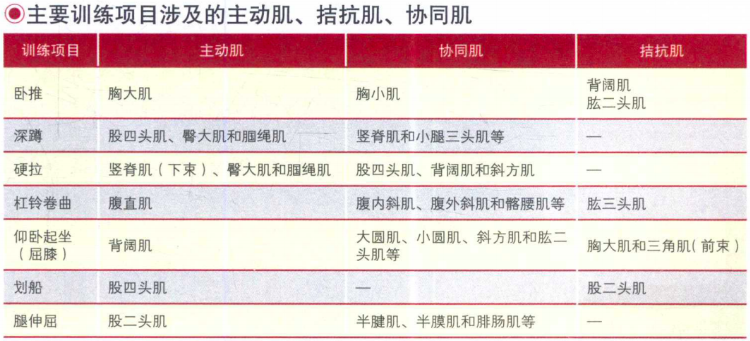 主要训练项目涉及的主动肌、拮抗肌、协同肌
训练项目 主动肌 协同肌 拮抗肌
卧推 胸大肌 胸小肌 背阔肌
肱二头肌
深蹲 股四头肌、臀大肌和腘绳肌 竖脊肌和小腿三头肌等 —
硬拉 竖脊肌(下束)、臀大肌和腘绳肌 股四头肌、背阔肌和斜方肌 —
杠铃卷曲 腹直肌 腹内斜肌、腹外斜肌和髂腰肌等 肱三头肌
仰卧起坐
(屈膝) 背阔肌 大圆肌、小圆肌、斜方肌和肱二
头肌等 胸大肌和三角肌(前束)
划船 股四头肌 — 股二头肌
腿伸屈 股二头肌 半腱肌、半膜肌和腓肠肌等 —